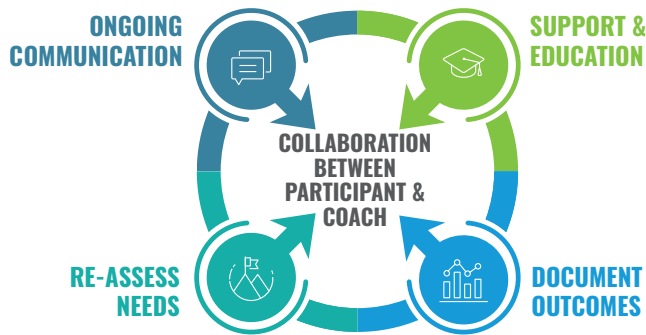 ONGOING
COMMUNICATION
SUPPORT &
EDUCATION
COLLABORATION
BETWEEN
PARTICIPANT &
COACH
RE-ASSESS
NEEDS
DOCUMENT
OUTCOMES